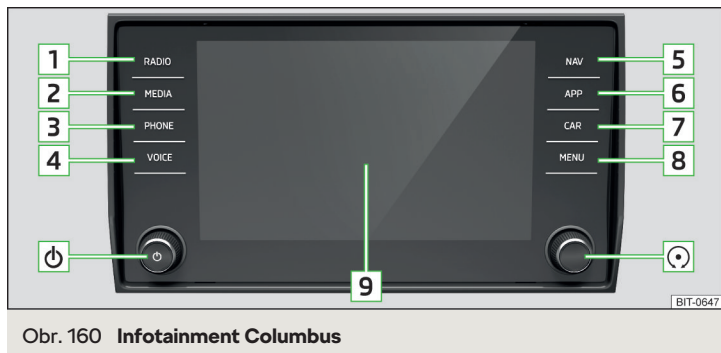 1 RADIO NAV 5
2 MEDIA APP 6
3 PHONE CAR 7
4 VOICE MENU 8
9
BIT-0647
Obr. 160 Infotainment Columbus